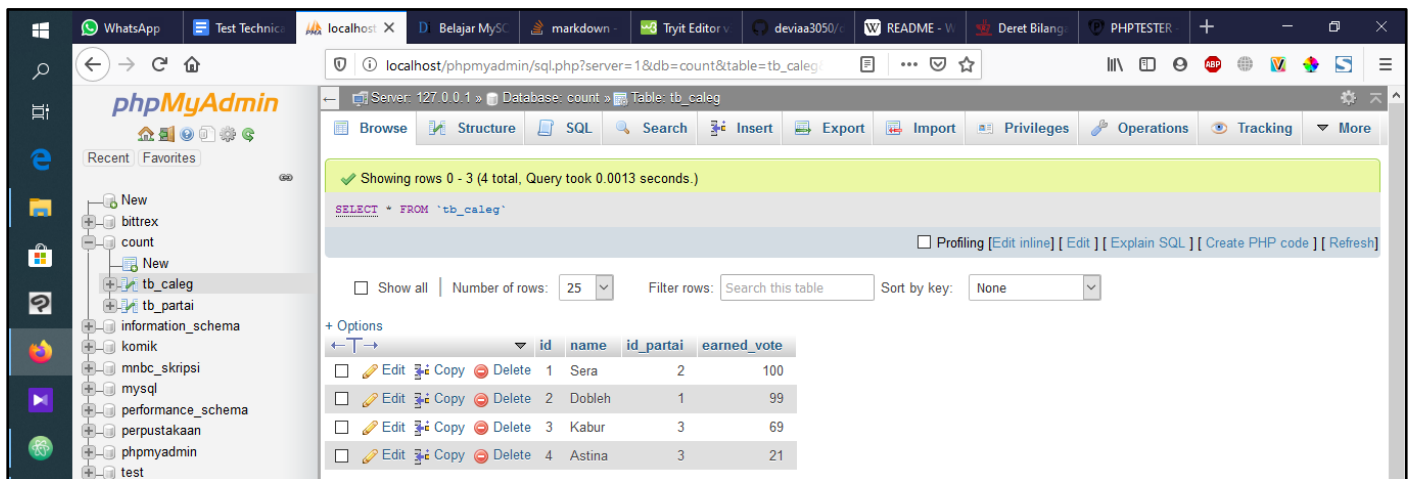 WhatsApp Test Technica localhost Belajar MySC markdown - Tryit Editor v deviaa3050/c W README - W Deret Bilanga PHPTESTER -
localhost/phpmyadmin/sql.php?server=1&db=count&table=tb_caleg
ABP
phpMyAdmin
Recent Favorites
New
bittrex
count
New
tb_caleg
tb_partai
information_schema
komik
mnbc_skripsi
mysql
performance_schema
perpustakaan
phpmyadmin
test
Server: 127.0.0.1 » Database: count » Table: tb_caleg
Browse Structure SQL Search Insert Export Import Privileges Operations Tracking More
Showing rows 0 - 3 (4 total, Query took 0.0013 seconds.)
SELECT * FROM `tb_caleg`
Profiling [Edit inline] [ Edit ] [ Explain SQL ] [ Create PHP code ] [ Refresh]
Show all | Number of rows: 25 Filter rows: Search this table Sort by key: None
+ Options
←T→ id name id_partai earned_vote
Edit Copy Delete 1 Sera 2 100
Edit Copy Delete 2 Dobleh 1 99
Edit Copy Delete 3 Kabur 3 69
Edit Copy Delete 4 Astina 3 21